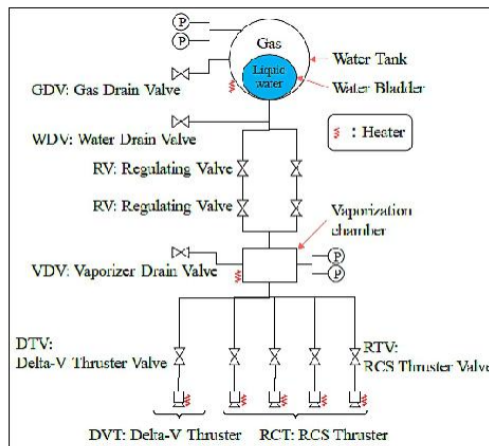 P
P
Gas
Liquid
water
Water Tank
Water Bladder
GDV: Gas Drain Valve
WDV: Water Drain Valve
: Heater
RV: Regulating Valve
RV: Regulating Valve
Vaporization
chamber
P
P
VDV: Vaporizer Drain Valve
DTV:
Delta-V Thruster Valve
RTV:
RCS Thruster Valve
DVT: Delta-V Thruster
RCT: RCS Thruster